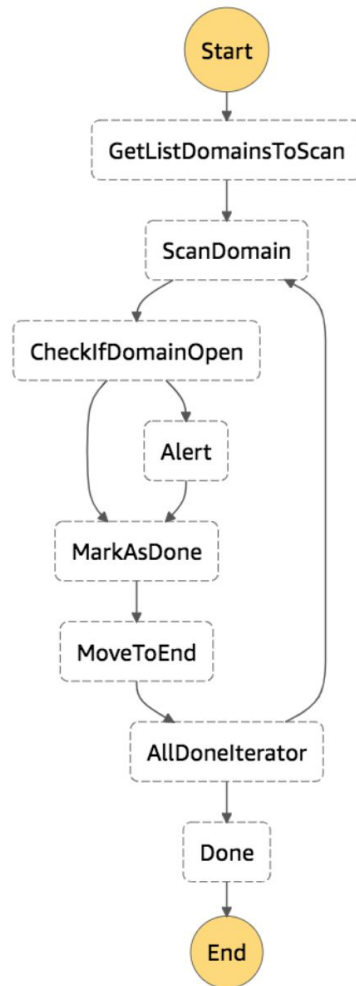 Start
GetListDomainsToScan
ScanDomain
CheckIfDomainOpen
Alert
MarkAsDone
MoveToEnd
AllDoneIterator
Done
End